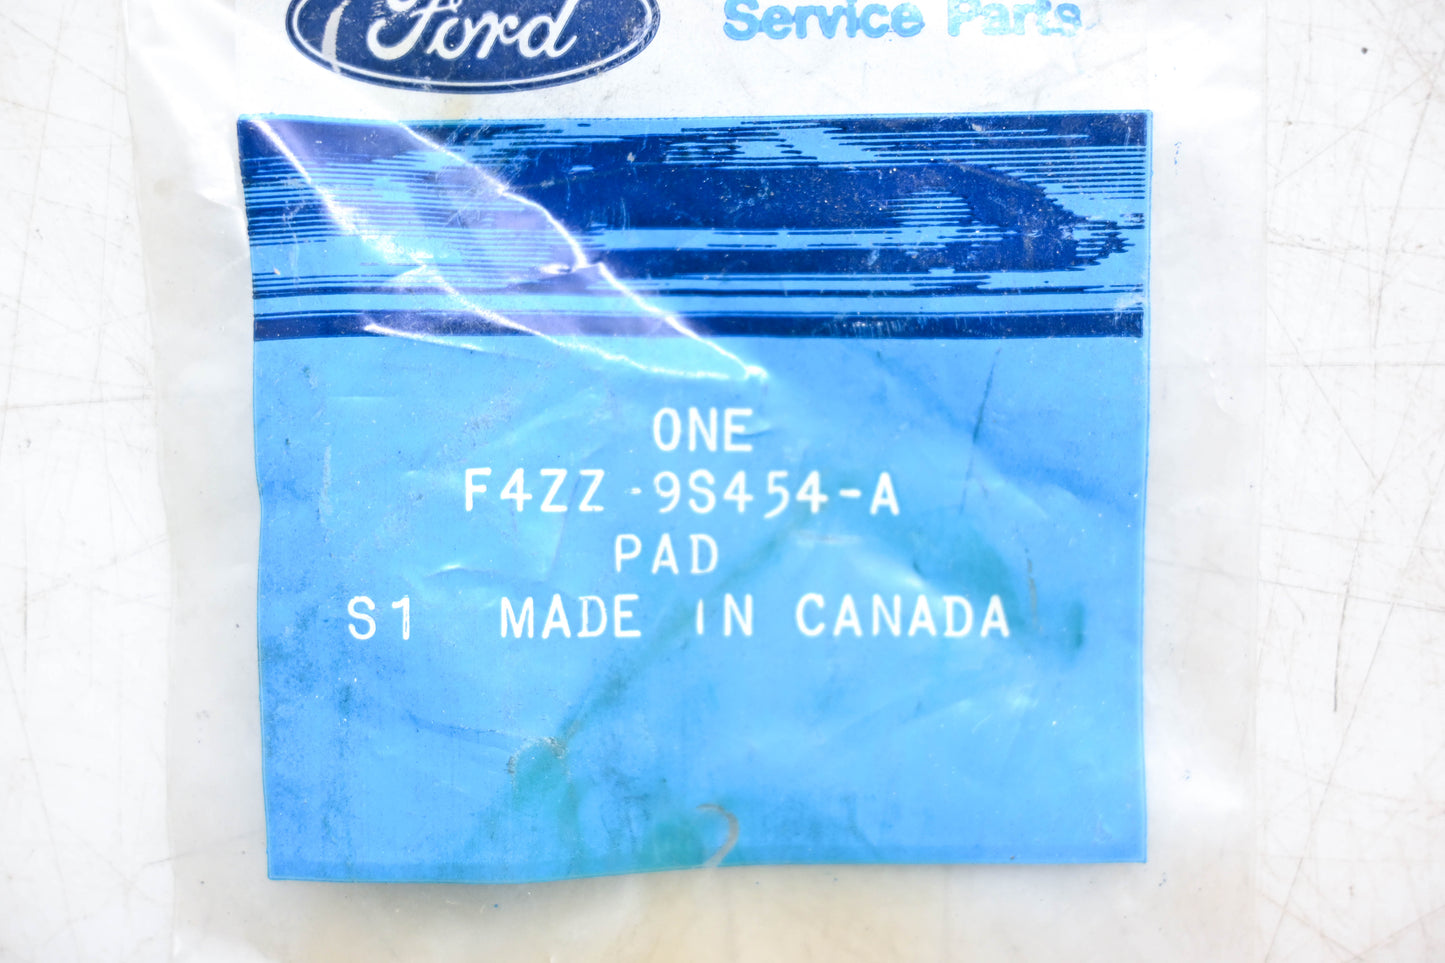 Ford Service Parts
ONE
F4ZZ-9S454-A
PAD
S1 MADE IN CANADA